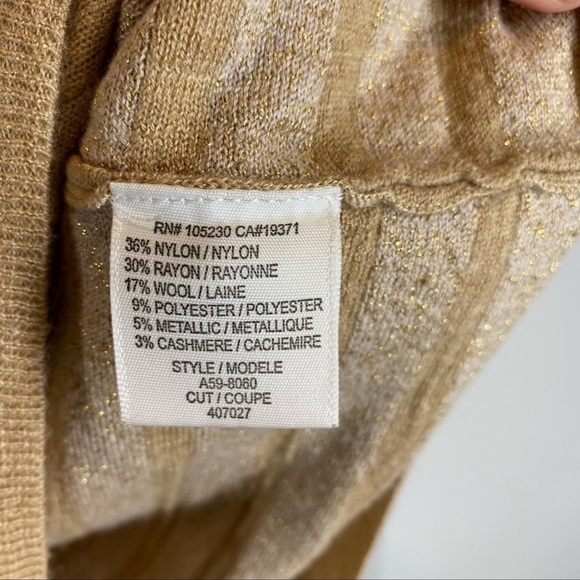 RN# 105230 CA#19371
36% NYLON / NYLON
30% RAYON / RAYONNE
17% WOOL / LAINE
9% POLYESTER / POLYESTER
5% METALLIC / METALLIQUE
3% CASHMERE / CACHEMIRE
STYLE / MODELE
A59-8060
CUT / COUPE
407027